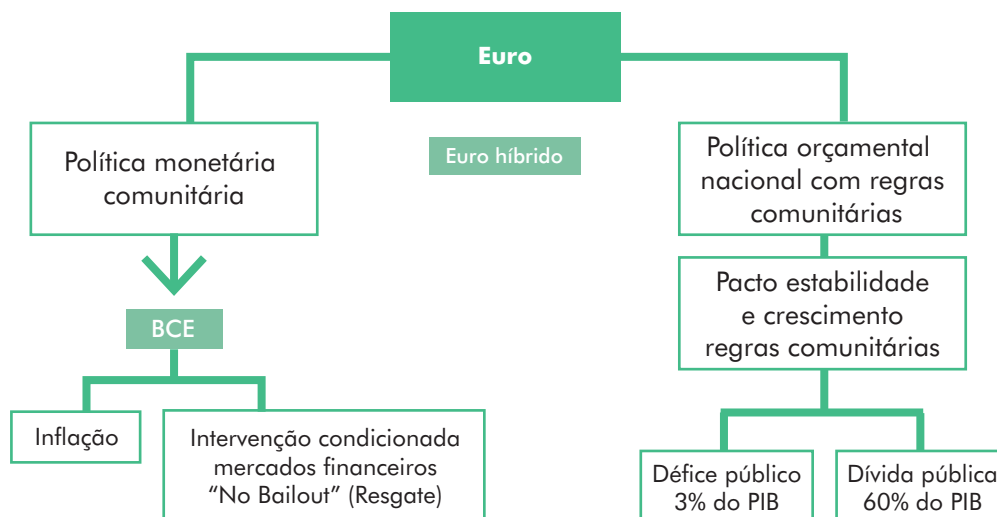 Euro
Euro híbrido
Política monetária
comunitária
BCE
Inflação
Intervenção condicionada
mercados financeiros
“No Bailout” (Resgate)
Política orçamental
nacional com regras
comunitárias
Pacto estabilidade
e crescimento
regras comunitárias
Défice público
3% do PIB
Dívida pública
60% do PIB